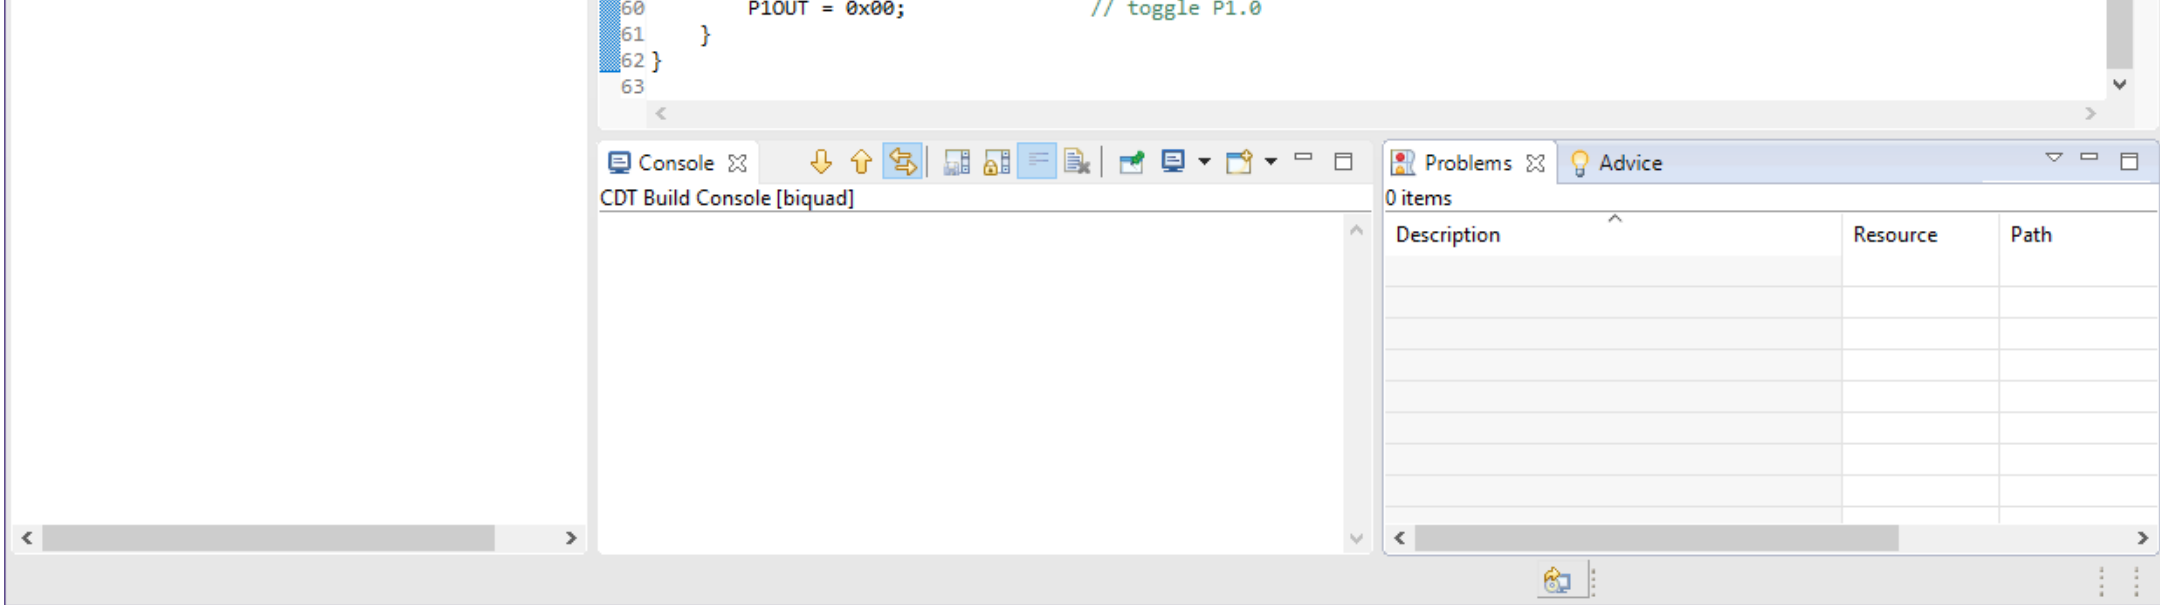 60 P1OUT = 0x00; // toggle P1.0
61 }
62 }
63
Console
CDT Build Console [biquad]
Problems Advice
0 items
Description Resource Path